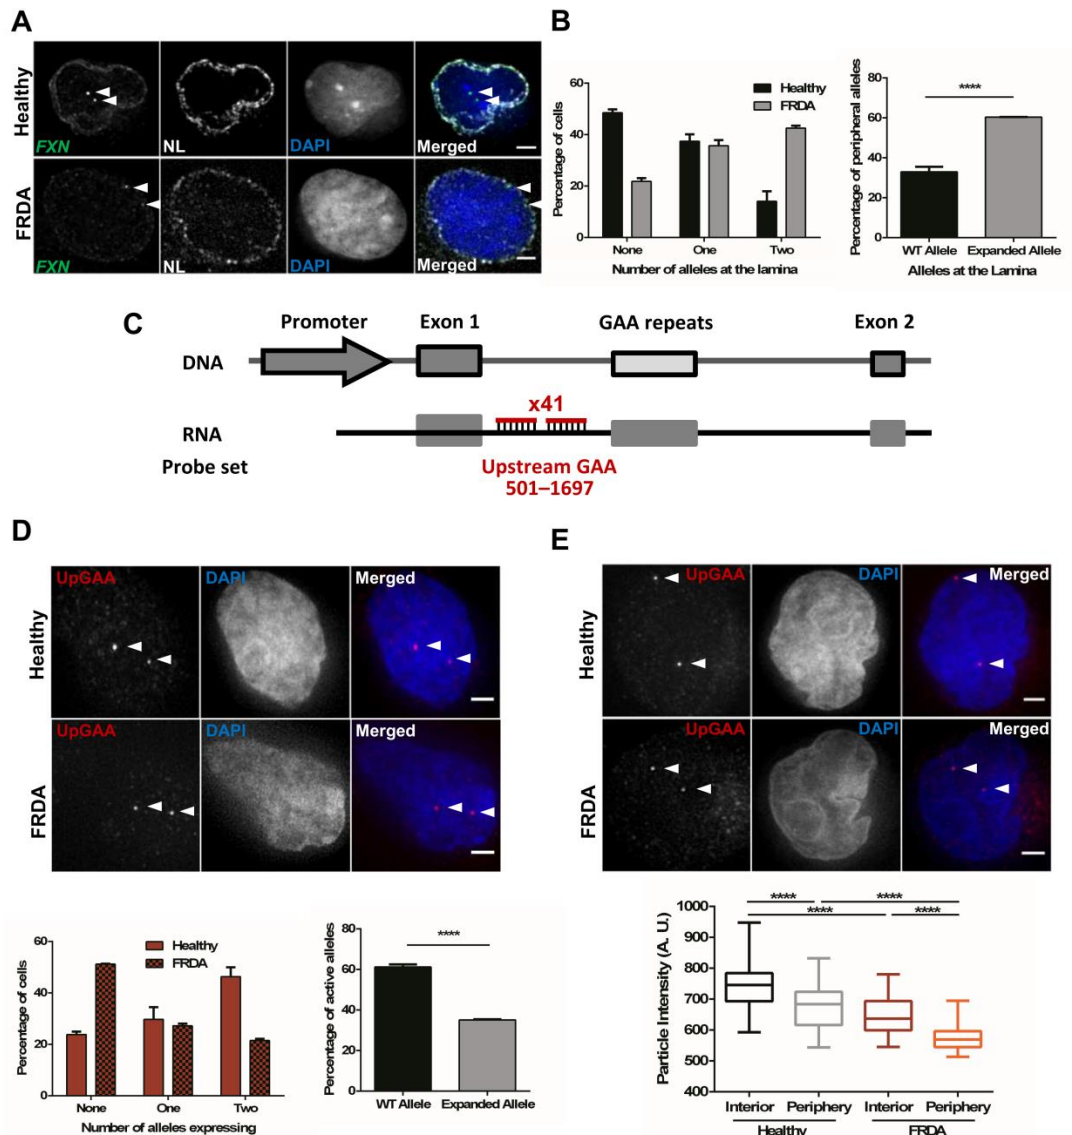 A
B
Healthy
FXN
NL
DAPI
Merged
FRDA
FXN
NL
DAPI
Merged
Percentage of cells
60
40
20
0
Healthy
FRDA
None
One
Two
Number of alleles at the lamina
Percentage of peripheral alleles
80
60
40
20
0
****
WT Allele
Expanded Allele
Alleles at the Lamina
C
Promoter
Exon 1
GAA repeats
Exon 2
DNA
x41
RNA
Probe set
Upstream GAA
501–1697
D
Healthy
UpGAA
DAPI
Merged
FRDA
UpGAA
DAPI
Merged
Percentage of cells
60
40
20
0
Healthy
FRDA
None
One
Two
Number of alleles expressing
Percentage of active alleles
80
60
40
20
0
****
WT Allele
Expanded Allele
E
Healthy
UpGAA
DAPI
Merged
FRDA
UpGAA
DAPI
Merged
Particle Intensity (A. U.)
1000
900
800
700
600
500
400
****
****
****
****
Interior
Periphery
Interior
Periphery
Healthy
FRDA